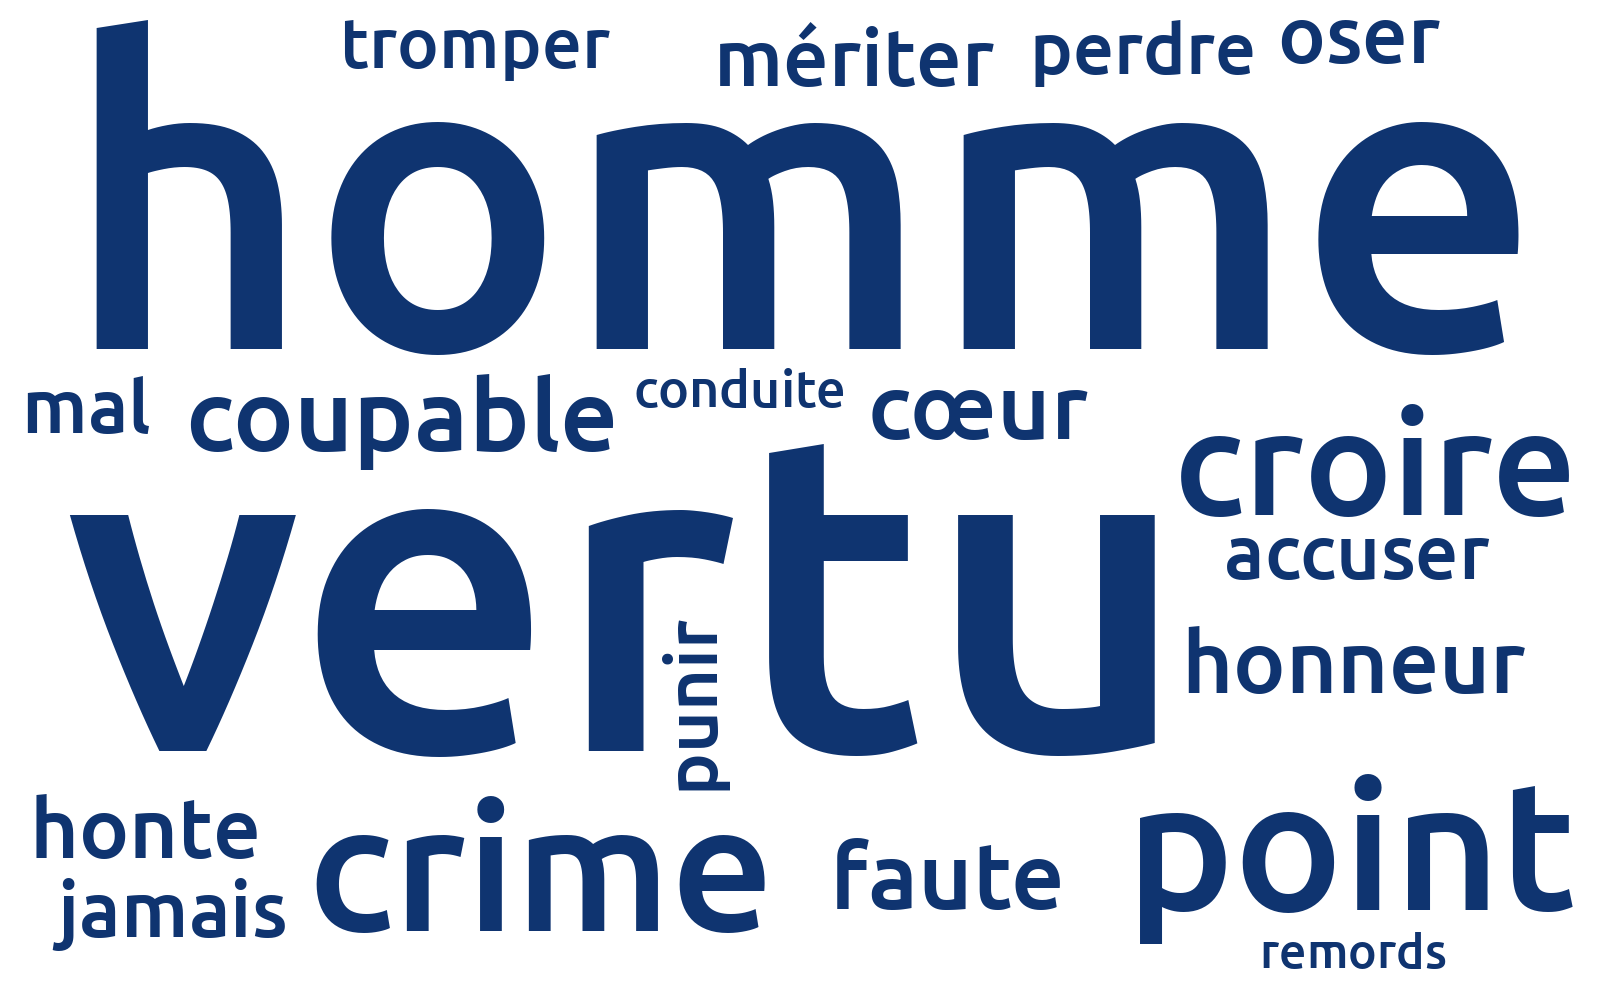 tromper mériter perdre oser
homme
mal coupable conduite cœur
croire
vertu
accuser
punir
honneur
honte crime faute point
jamais
remords